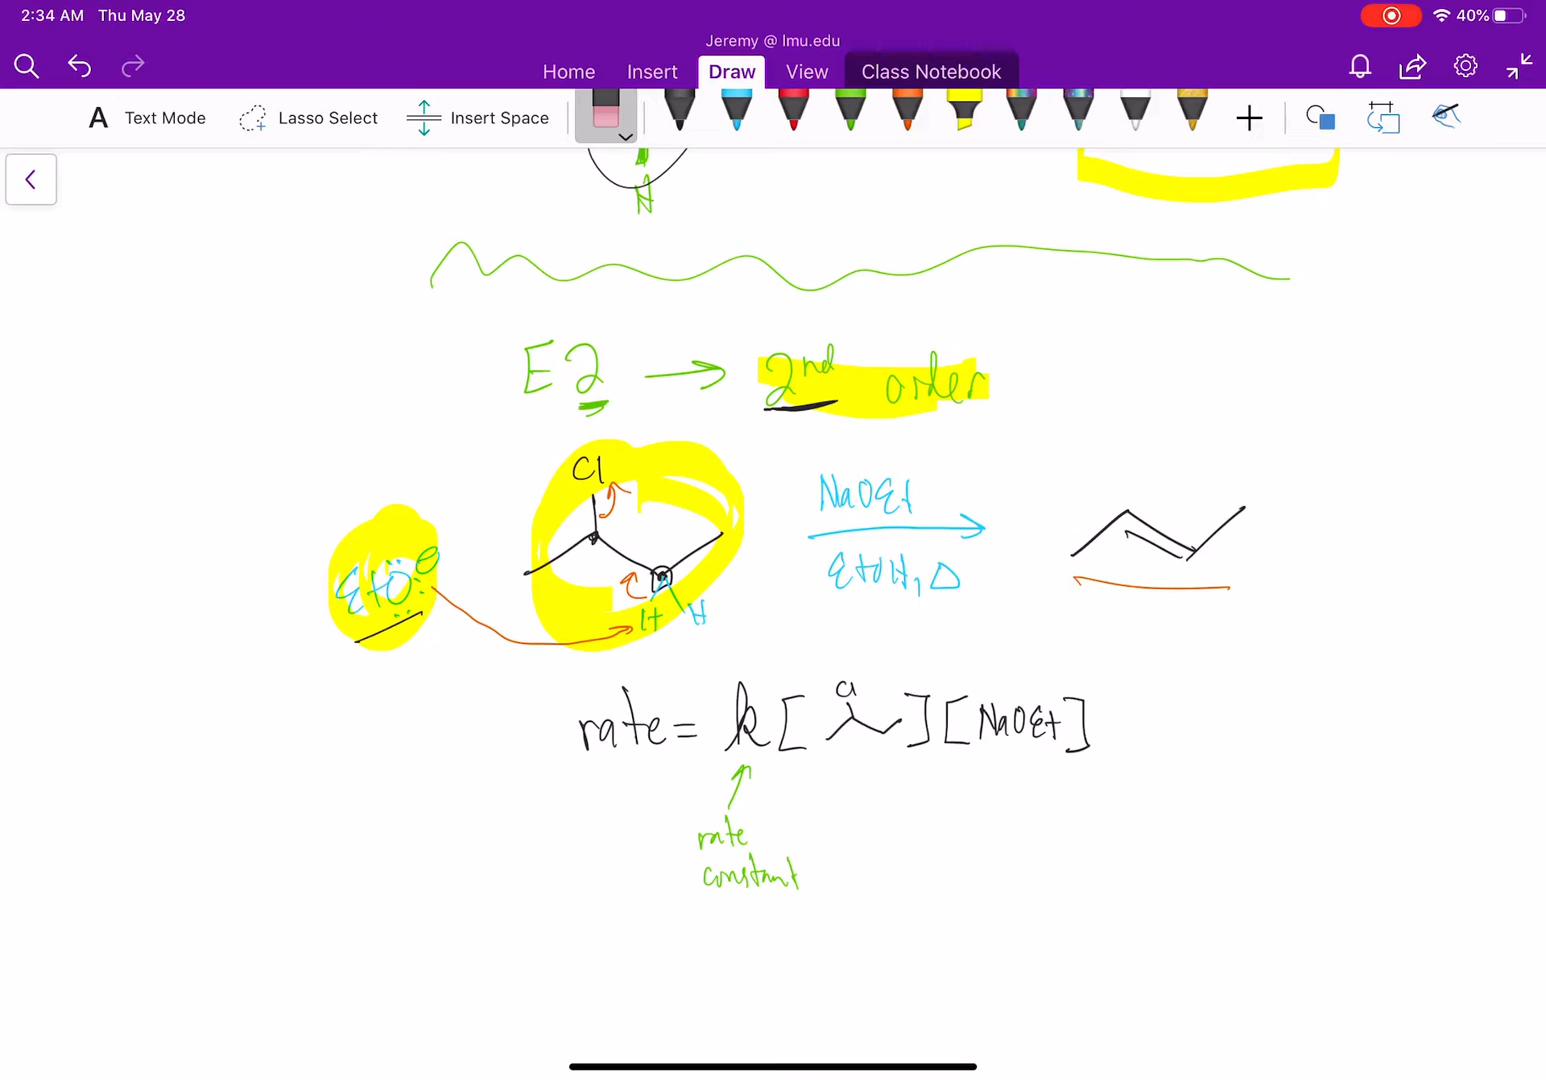 2:34 AM Thu May 28
40%
Jeremy @ lmu.edu
Home Insert Draw View Class Notebook
A Text Mode Lasso Select Insert Space
H
E2 → 2nd order
Cl
NaOEt
EtO:⊖
EtOH, Δ
H H
rate = k [ ] [NaOEt]
Cl
rate
constant